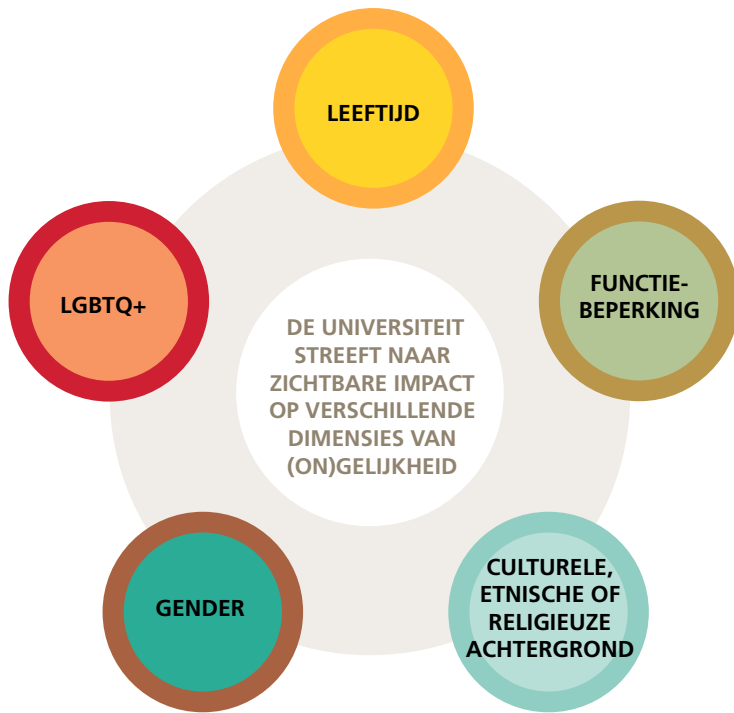 LEEFTIJD
FUNCTIE-
BEPERKING
LGBTQ+
DE UNIVERSITEIT
STREEFT NAAR
ZICHTBARE IMPACT
OP VERSCHILLENDE
DIMENSIES VAN
(ON)GELIJKHEID
GENDER
CULTURELE,
ETNISCHE OF
RELIGIEUZE
ACHTERGROND